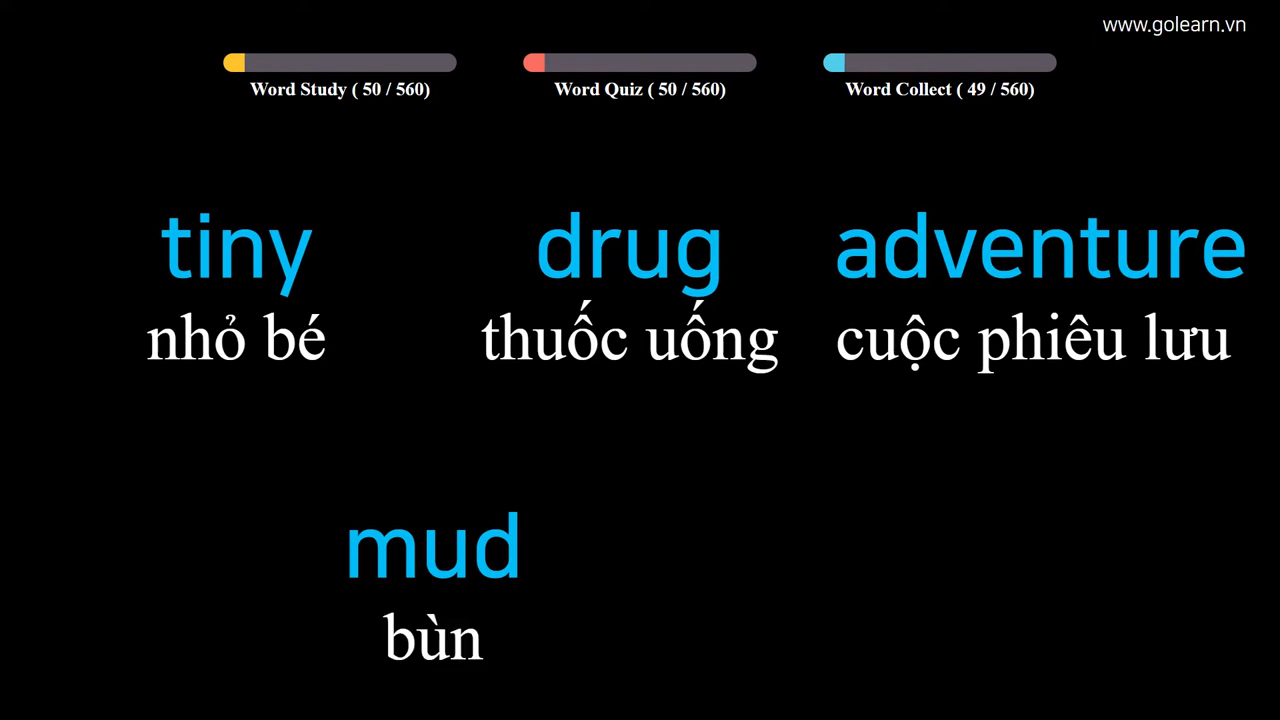 www.golearn.vn
Word Study ( 50 / 560)
Word Quiz ( 50 / 560)
Word Collect ( 49 / 560)
tiny
nhỏ bé
drug
thuốc uống
adventure
cuộc phiêu lưu
mud
bùn